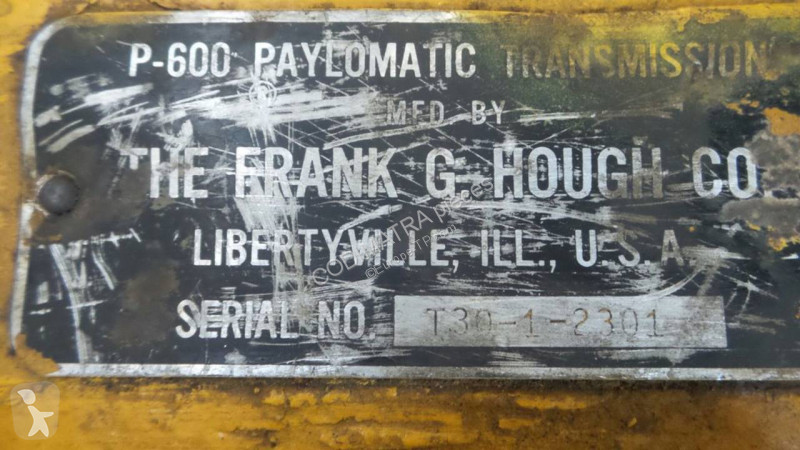 P-600 PAYLOMATIC TRANSMISSION
MFD BY
THE FRANK G. HOUGH CO
LIBERTYVILLE, ILL., U.S.A.
SERIAL NO. T30-1-2301